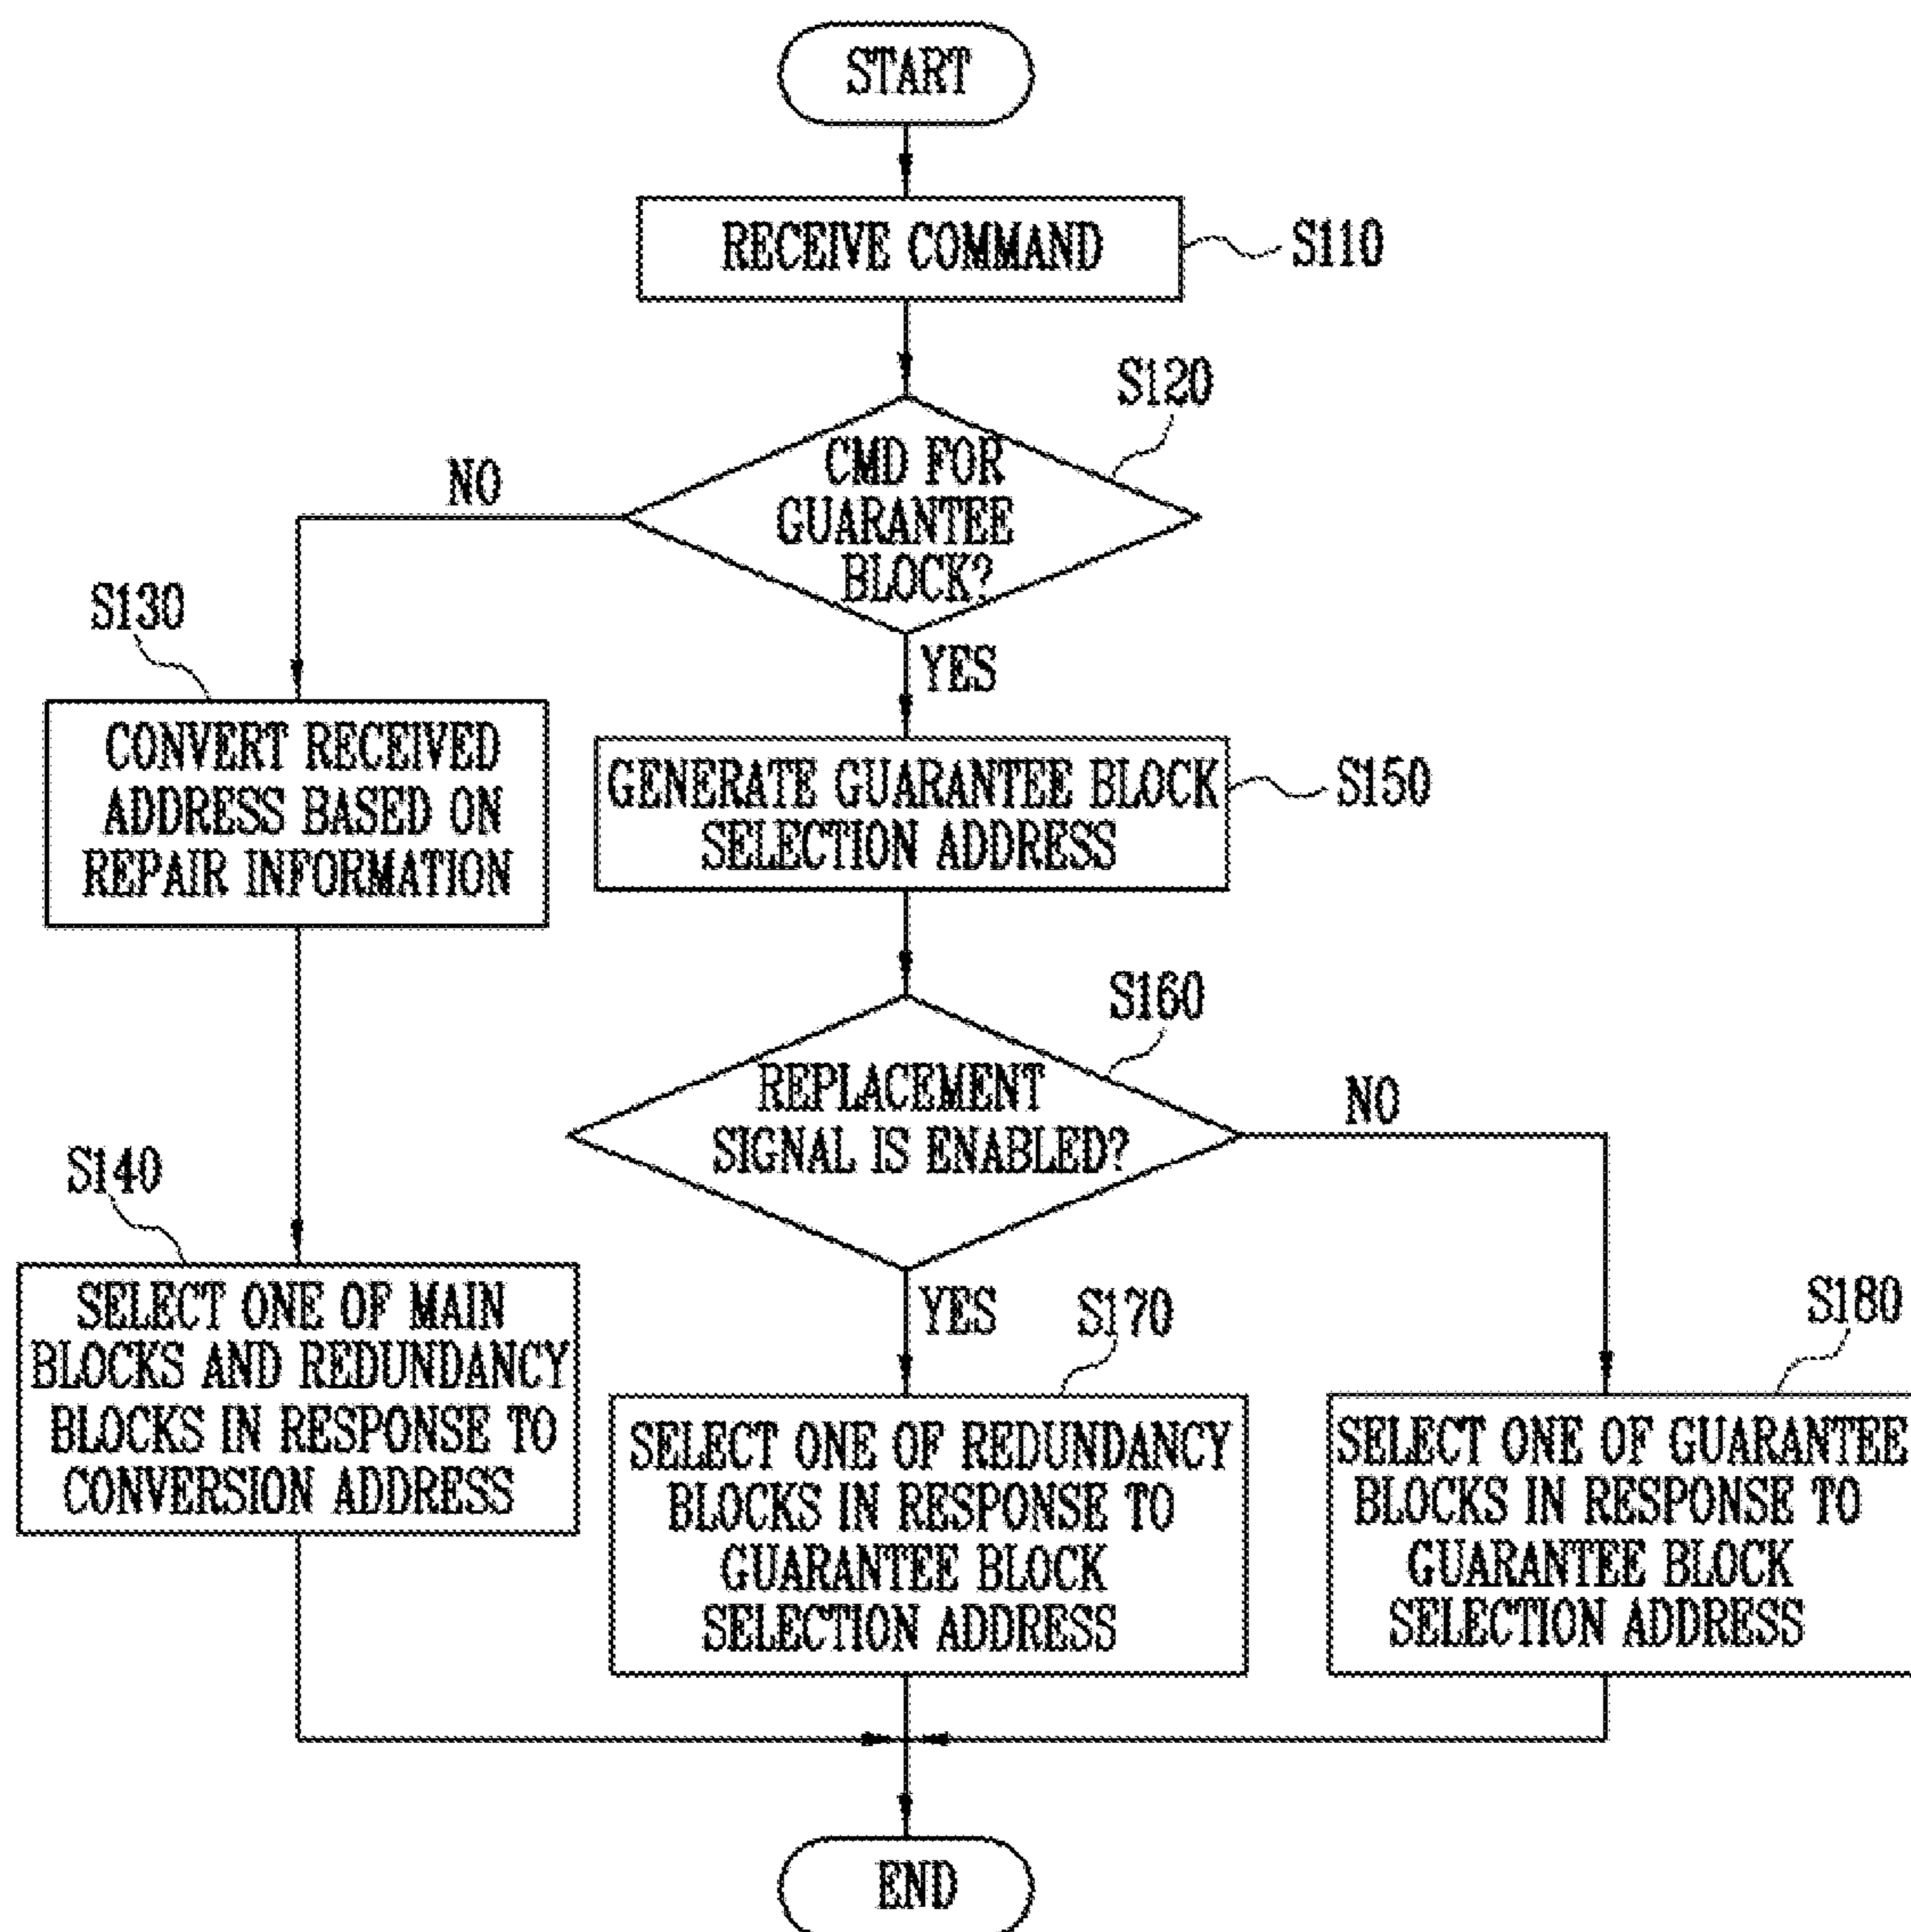 START
RECEIVE COMMAND
S110
S120
CMD FOR
GUARANTEE
BLOCK?
NO
YES
S130
CONVERT RECEIVED
ADDRESS BASED ON
REPAIR INFORMATION
GENERATE GUARANTEE BLOCK
SELECTION ADDRESS
S150
S160
REPLACEMENT
SIGNAL IS ENABLED?
NO
YES
S140
SELECT ONE OF MAIN
BLOCKS AND REDUNDANCY
BLOCKS IN RESPONSE TO
CONVERSION ADDRESS
S170
SELECT ONE OF REDUNDANCY
BLOCKS IN RESPONSE TO
GUARANTEE BLOCK
SELECTION ADDRESS
S180
SELECT ONE OF GUARANTEE
BLOCKS IN RESPONSE TO
GUARANTEE BLOCK
SELECTION ADDRESS
END